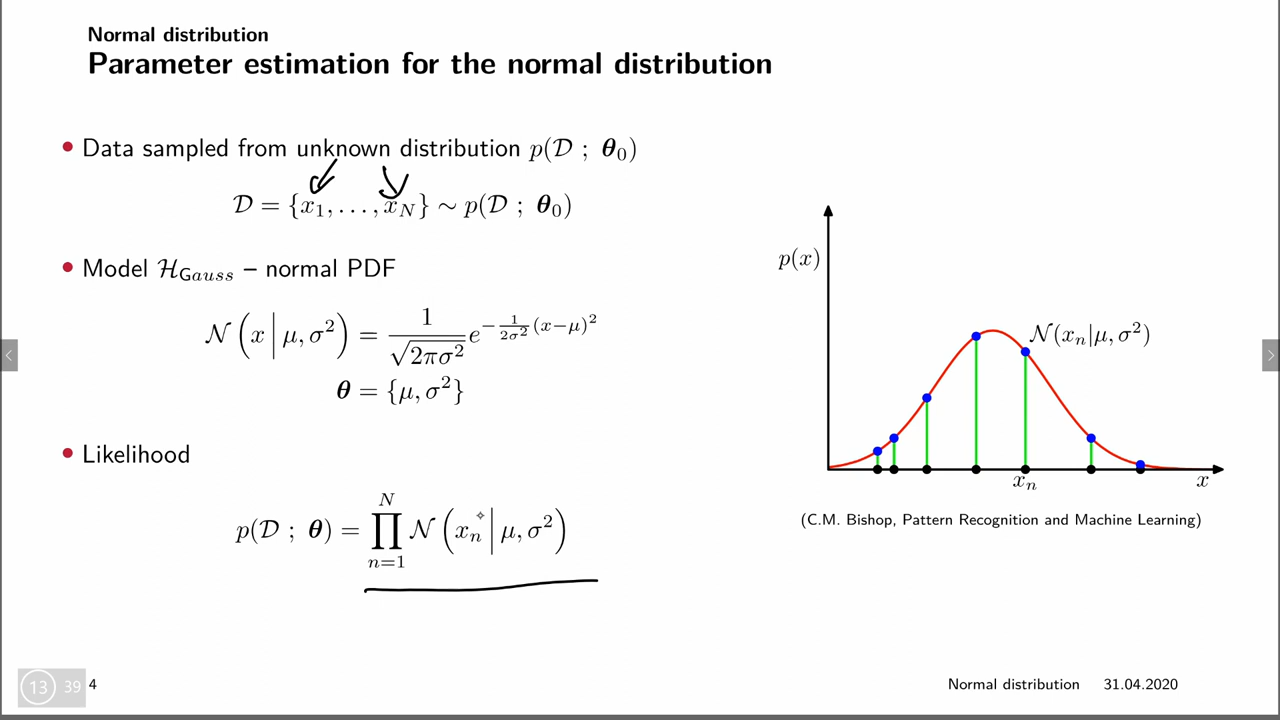 Normal distribution
Parameter estimation for the normal distribution
• Data sampled from unknown distribution p(𝒟 ; 𝜽₀)
𝒟 = {x₁, . . . , x_N} ∼ p(𝒟 ; 𝜽₀)
• Model ℋ_Gauss – normal PDF
𝒩(x | μ, σ²) = 1/√(2πσ²) e^{−1/(2σ²) (x−μ)²}
𝜽 = {μ, σ²}
• Likelihood
p(𝒟 ; 𝜽) = ∏_{n=1}^{N} 𝒩(x_n | μ, σ²)
p(x)
𝒩(x_n|μ, σ²)
x_n
x
(C.M. Bishop, Pattern Recognition and Machine Learning)
13 39 4
Normal distribution 31.04.2020